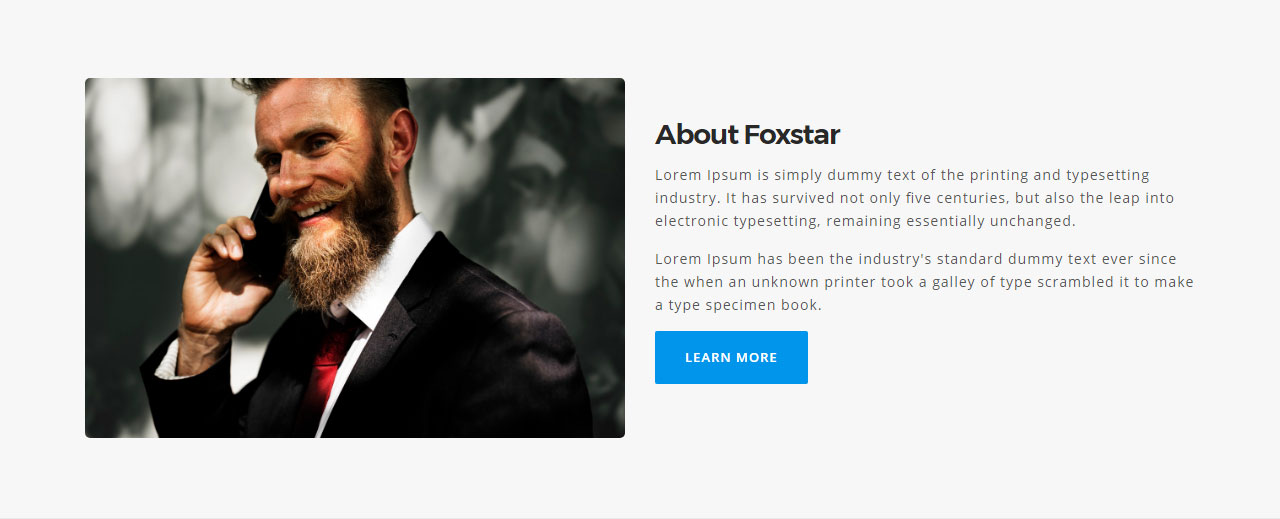 About Foxstar
Lorem Ipsum is simply dummy text of the printing and typesetting
industry. It has survived not only five centuries, but also the leap into
electronic typesetting, remaining essentially unchanged.
Lorem Ipsum has been the industry's standard dummy text ever since
the when an unknown printer took a galley of type scrambled it to make
a type specimen book.
LEARN MORE